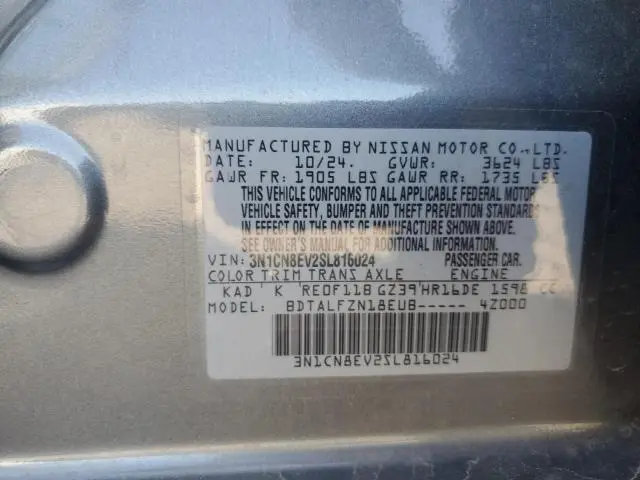 MANUFACTURED BY NISSAN MOTOR CO.,LTD.
DATE: 10/24. GVWR: 3624 LBS
GAWR FR: 1905 LBS GAWR RR: 1735 LBS
THIS VEHICLE CONFORMS TO ALL APPLICABLE FEDERAL MOTOR
VEHICLE SAFETY, BUMPER AND THEFT PREVENTION STANDARDS
IN EFFECT ON THE DATE OF MANUFACTURE SHOWN ABOVE.
SEE OWNER'S MANUAL FOR ADDITIONAL INFORMATION.
VIN: 3N1CN8EV2SL816024 PASSENGER CAR.
COLOR TRIM TRANS AXLE ENGINE
KAD K RE0F11B GZ39 HR16DE 1598 CC
BDTALFZN18EU8----- 4Z000
3N1CN8EV2SL816024